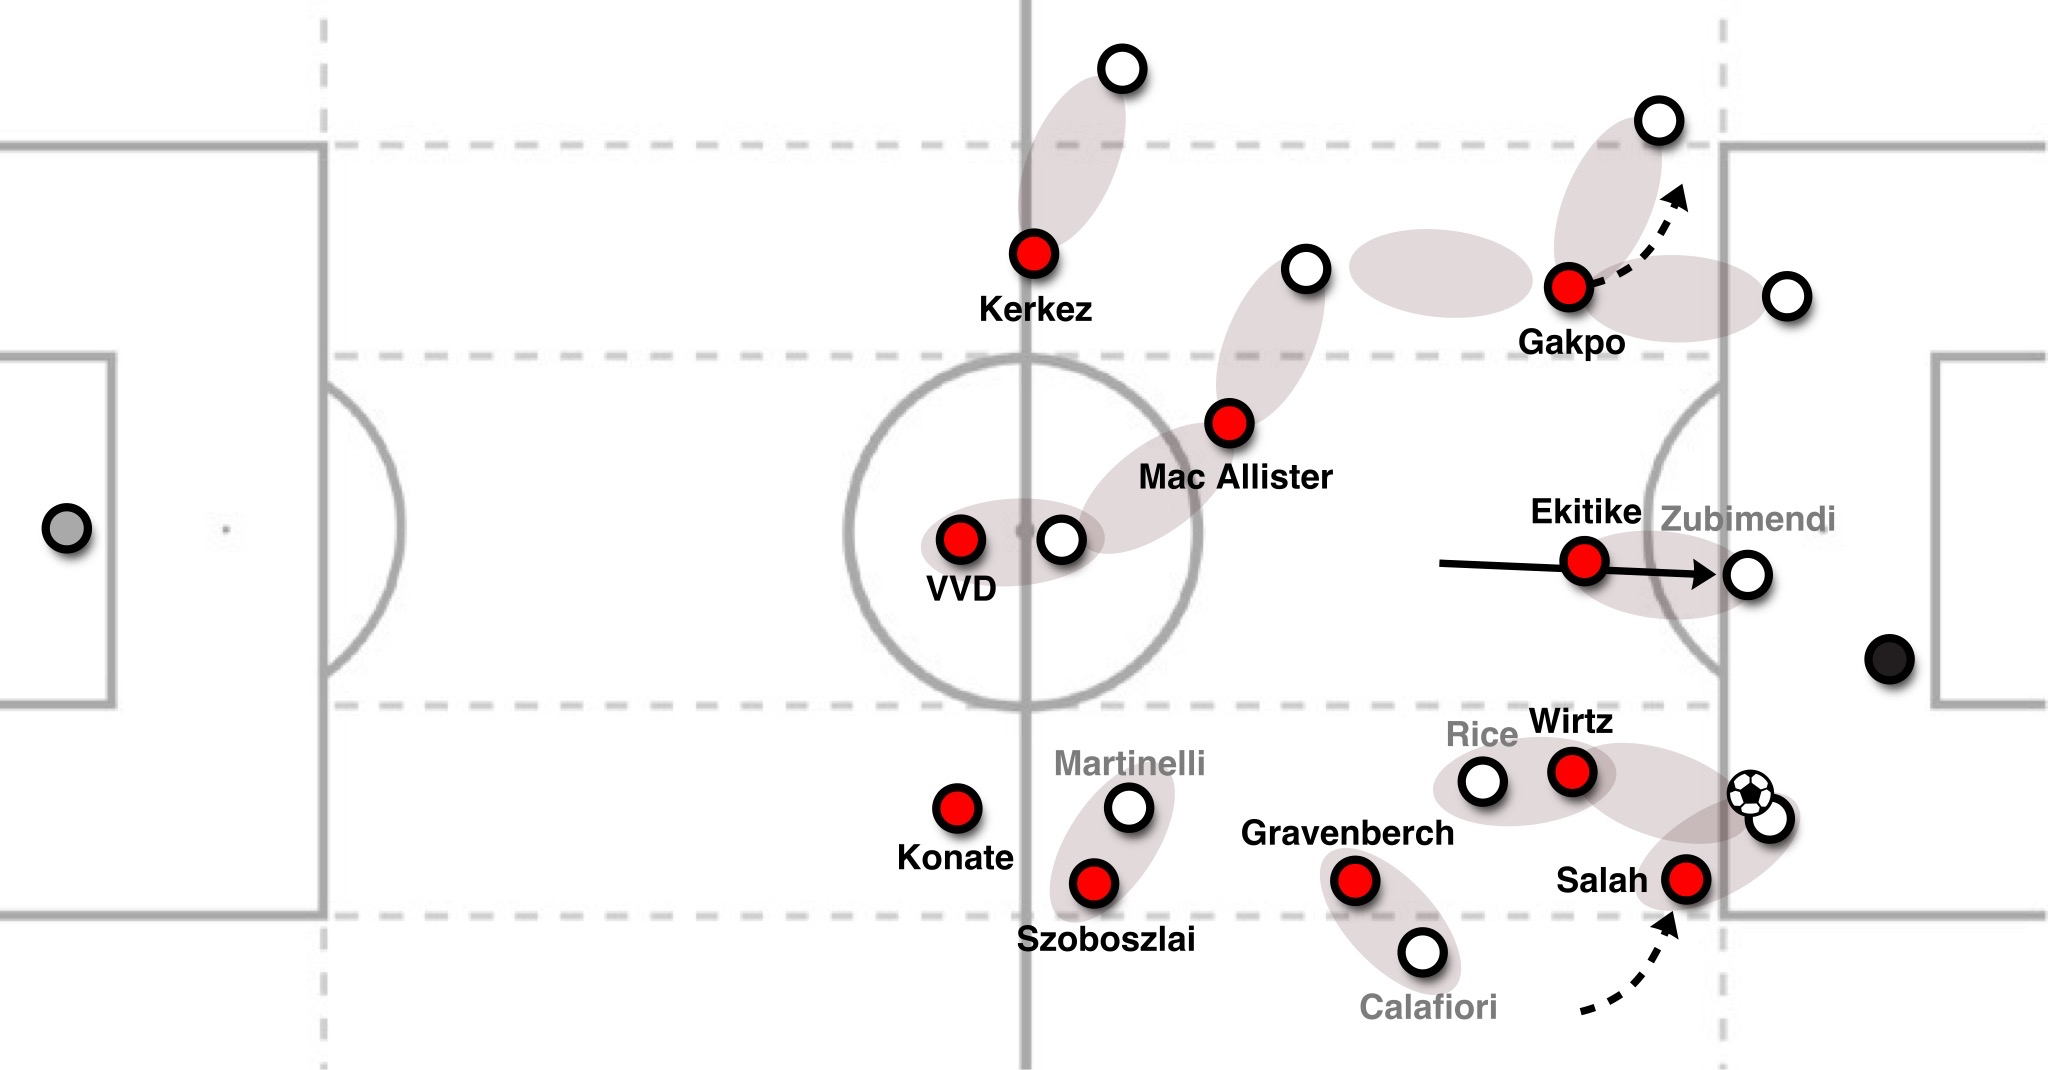 Kerkez
Gakpo
Mac Allister
Ekitike
Zubimendi
VVD
Wirtz
Rice
Martinelli
Gravenberch
Konate
Salah
Szoboszlai
Calafiori